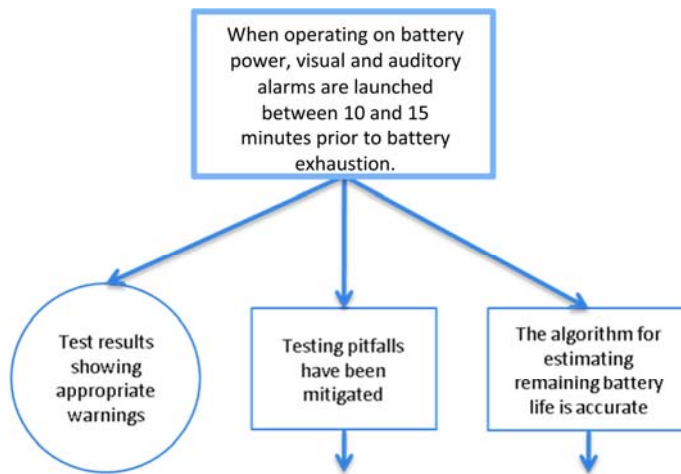 When operating on battery
power, visual and auditory
alarms are launched
between 10 and 15
minutes prior to battery
exhaustion.
Test results
showing
appropriate
warnings
Testing pitfalls
have been
mitigated
The algorithm for
estimating
remaining battery
life is accurate